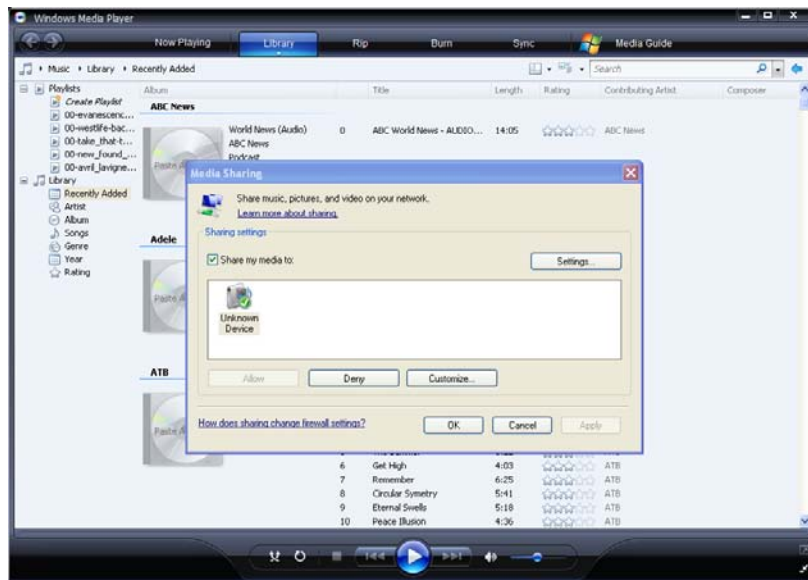 Windows Media Player
Now Playing Library Rip Burn Sync Media Guide
Music Library Recently Added Search
Playlists
Create Playlist
00-evanescenc...
00-westlife-bac...
00-take_that-t...
00-new_found_...
00-avril_lavigne...
Library
Recently Added
Artist
Album
Songs
Genre
Year
Rating
Album Title Length Rating Contributing Artist Composer
ABC News
World News (Audio) 0 ABC World News - AUDIO... 14:05 ABC News
ABC News
Podcast
Paste A
Media Sharing
Share music, pictures, and video on your network.
Learn more about sharing.
Sharing settings
Share my media to: Settings...
Unknown
Device
Allow Deny Customize...
How does sharing change firewall settings? OK Cancel Apply
Adele
Paste A
ATB
Paste A
6 Get High 4:03 ATB
7 Remember 6:25 ATB
8 Circular Symetry 5:41 ATB
9 Eternal Swells 5:18 ATB
10 Peace Illusion 4:36 ATB